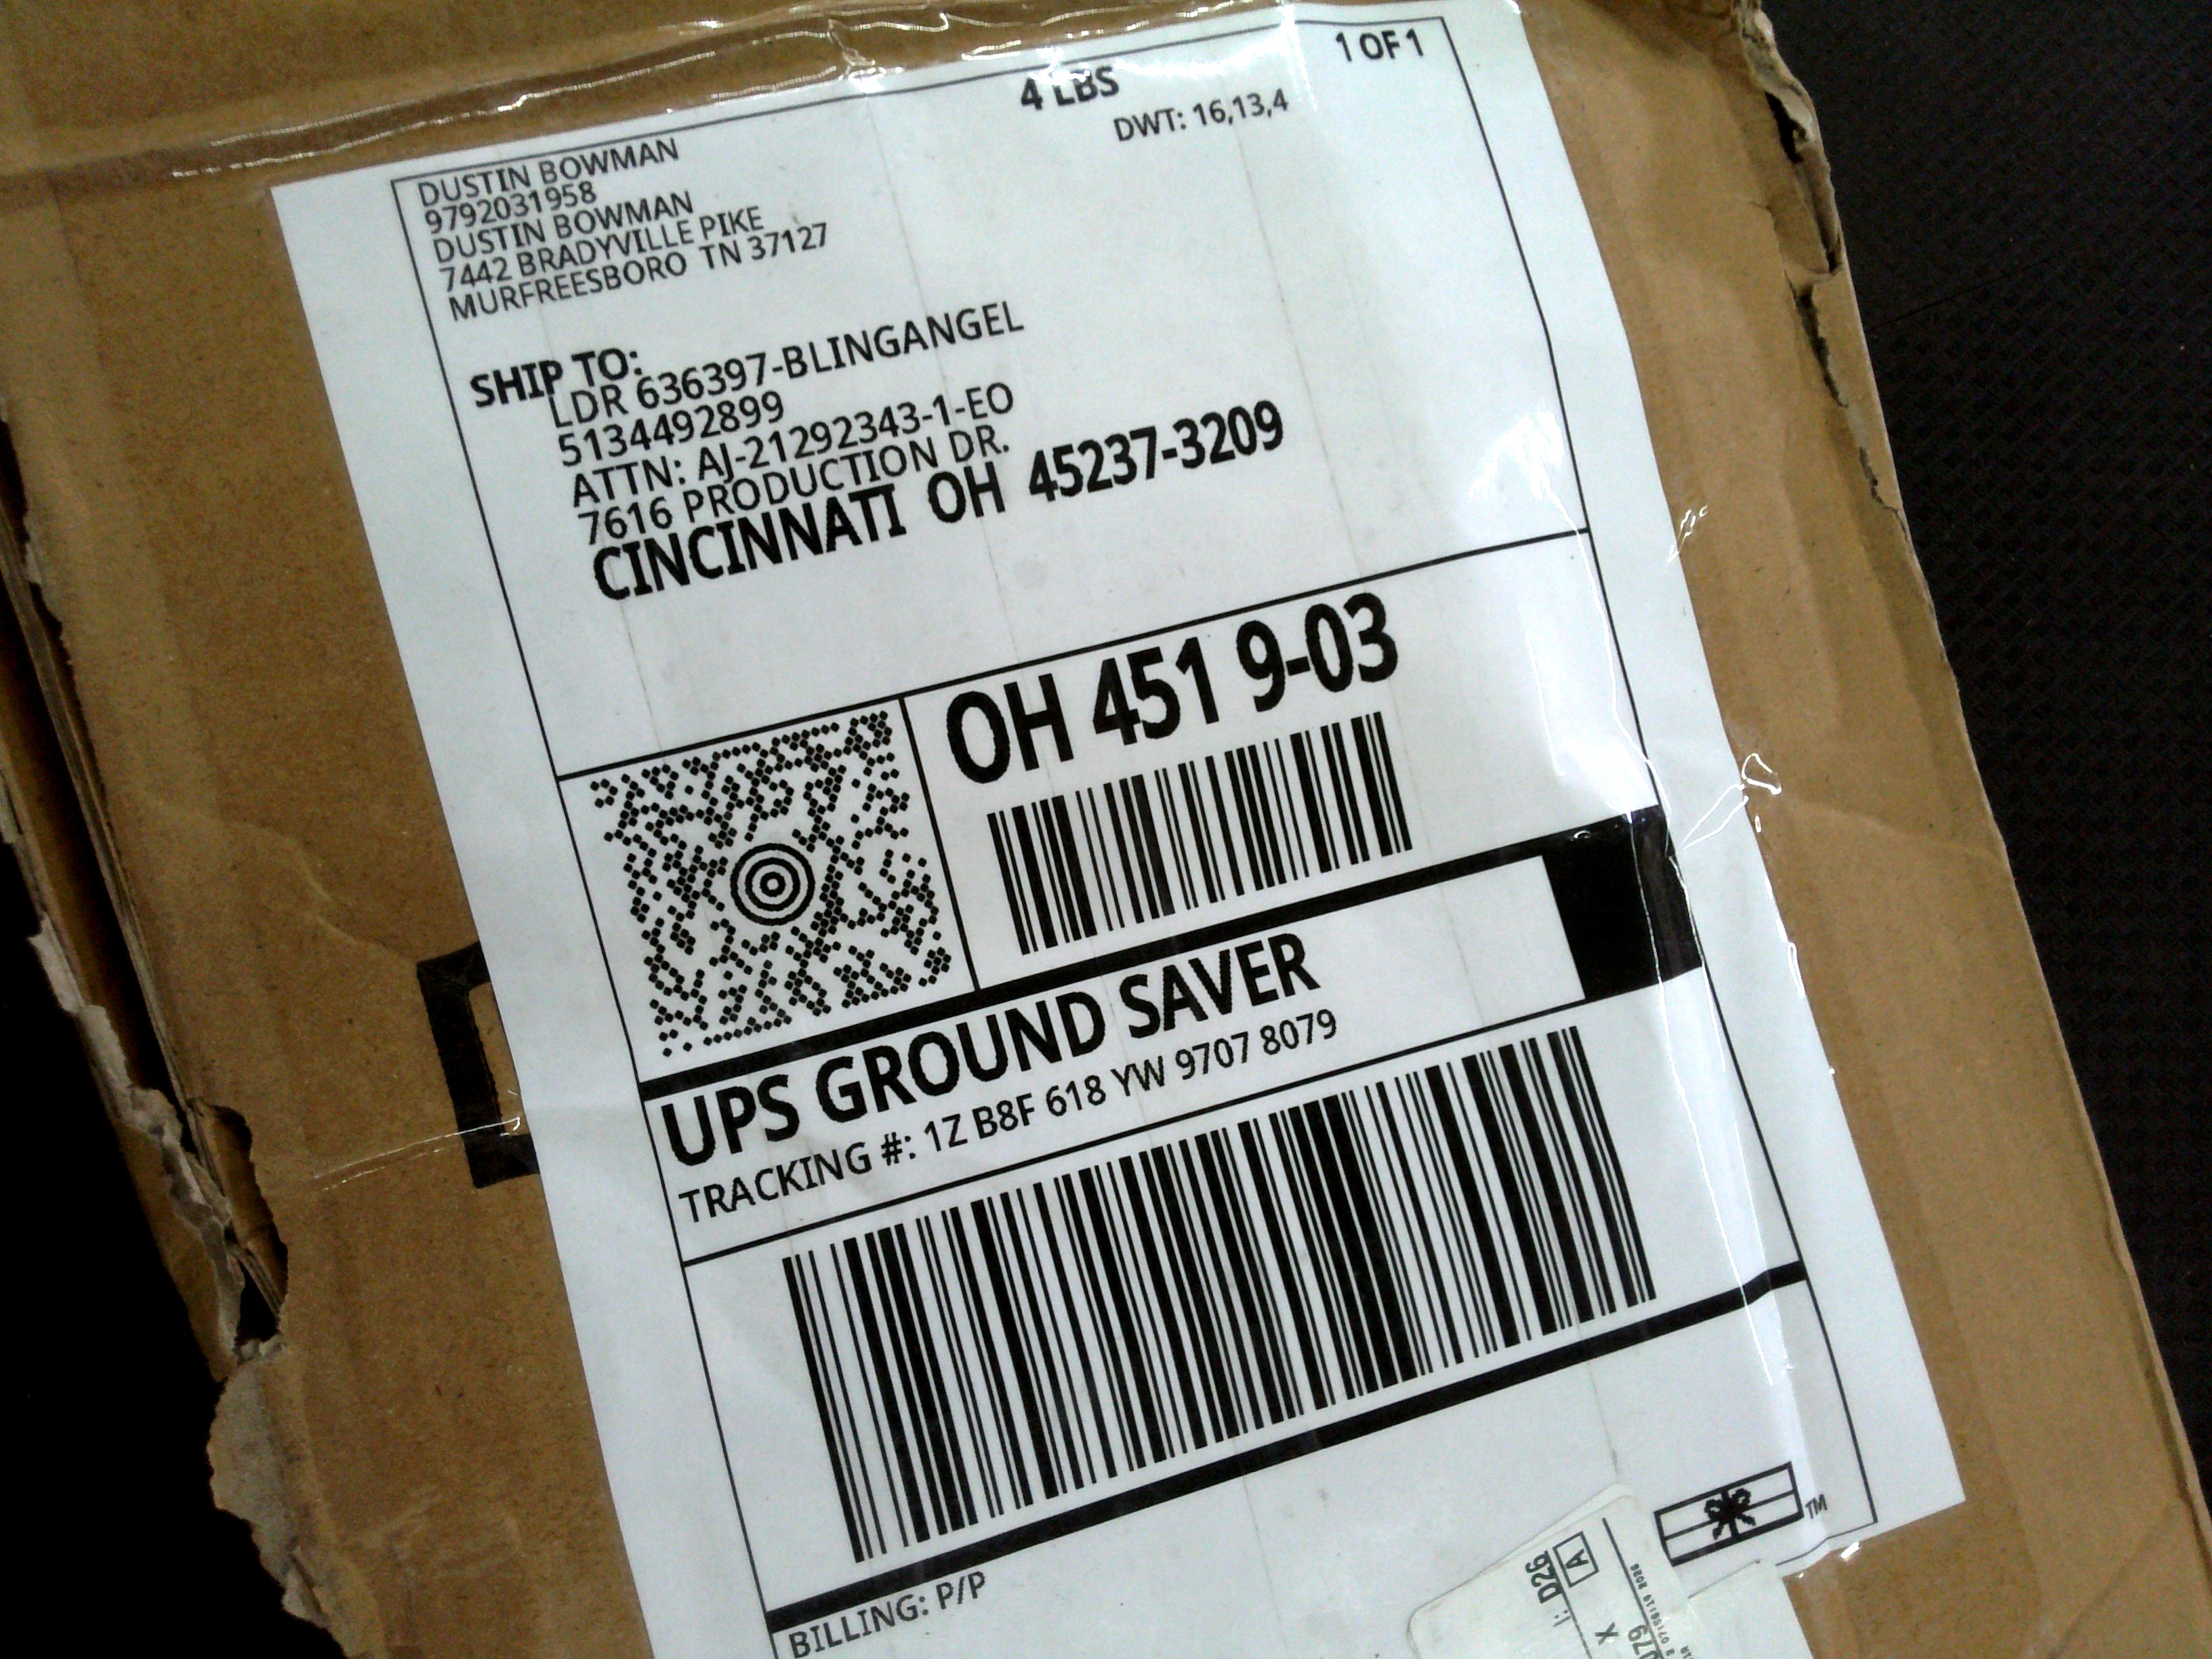 1 OF 1
4 LBS
DWT: 16,13,4
DUSTIN BOWMAN
9792031958
DUSTIN BOWMAN
7442 BRADYVILLE PIKE
MURFREESBORO TN 37127
SHIP TO:
LDR 636397-BLINGANGEL
5134492899
ATTN: AJ-21292343-1-EO
7616 PRODUCTION DR.
CINCINNATI OH 45237-3209
OH 451 9-03
UPS GROUND SAVER
TRACKING #: 1Z B8F 618 YW 9707 8079
BILLING: P/P
TM
D26
A
X